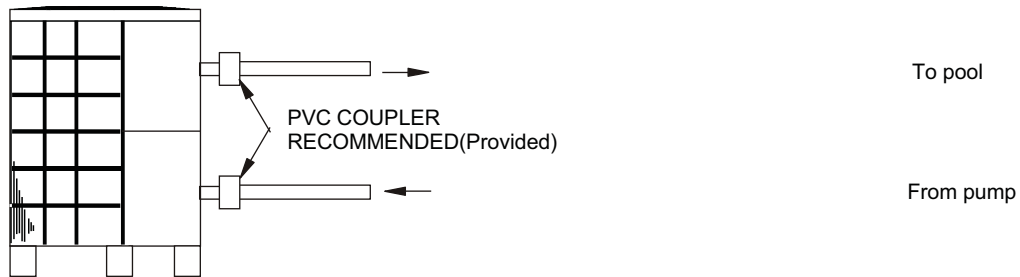 To pool
PVC COUPLER
RECOMMENDED(Provided)
From pump